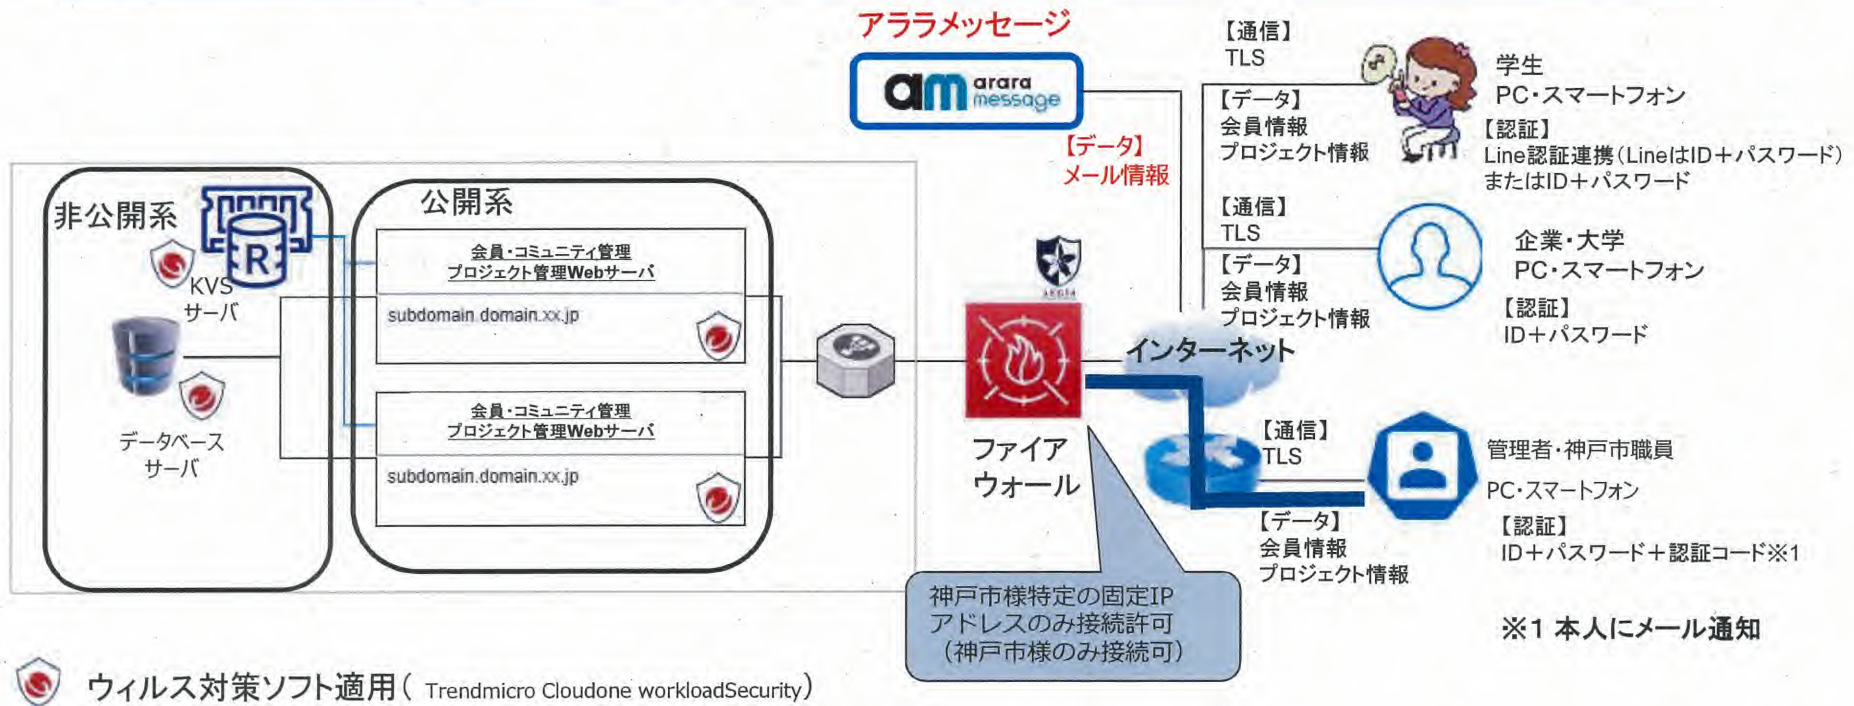 アララメッセージ
am arara message
【データ】
メール情報
【通信】
TLS
【データ】
会員情報
プロジェクト情報
学生
PC・スマートフォン
【認証】
Line認証連携(LineはID+パスワード)
またはID+パスワード
【通信】
TLS
【データ】
会員情報
プロジェクト情報
企業・大学
PC・スマートフォン
【認証】
ID+パスワード
非公開系
R
KVS
サーバ
データベース
サーバ
公開系
会員・コミュニティ管理
プロジェクト管理Webサーバ
subdomain.domain.xx.jp
会員・コミュニティ管理
プロジェクト管理Webサーバ
subdomain.domain.xx.jp
ファイア
ウォール
インターネット
【通信】
TLS
【データ】
会員情報
プロジェクト情報
管理者・神戸市職員
PC・スマートフォン
【認証】
ID+パスワード+認証コード※1
神戸市様特定の固定IP
アドレスのみ接続許可
(神戸市様のみ接続可)
※1 本人にメール通知
ウィルス対策ソフト適用( Trendmicro Cloudone workloadSecurity)